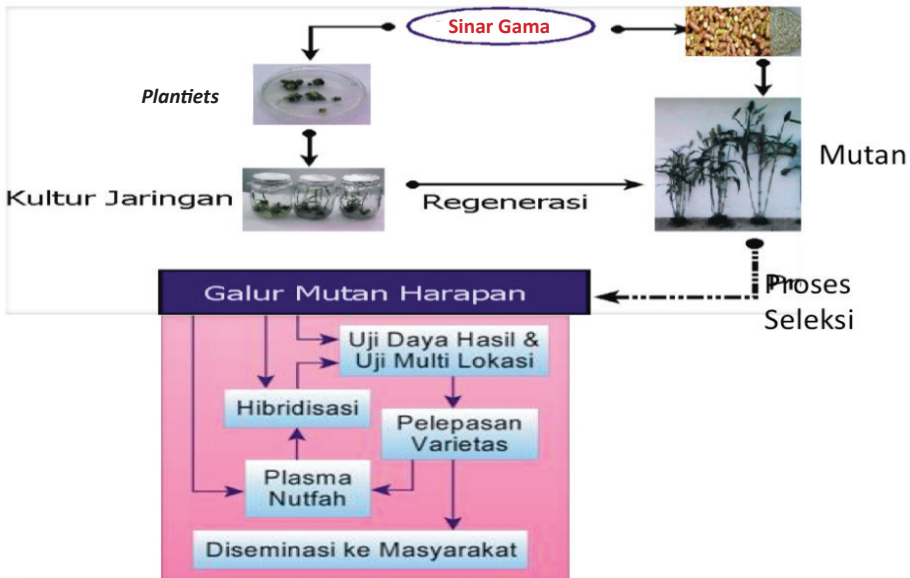 Sinar Gama
Plantiets
Mutan
Kultur Jaringan
Regenerasi
Proses
Seleksi
Galur Mutan Harapan
Uji Daya Hasil &
Uji Multi Lokasi
Hibridisasi
Pelepasan
Varietas
Plasma
Nutfah
Diseminasi ke Masyarakat